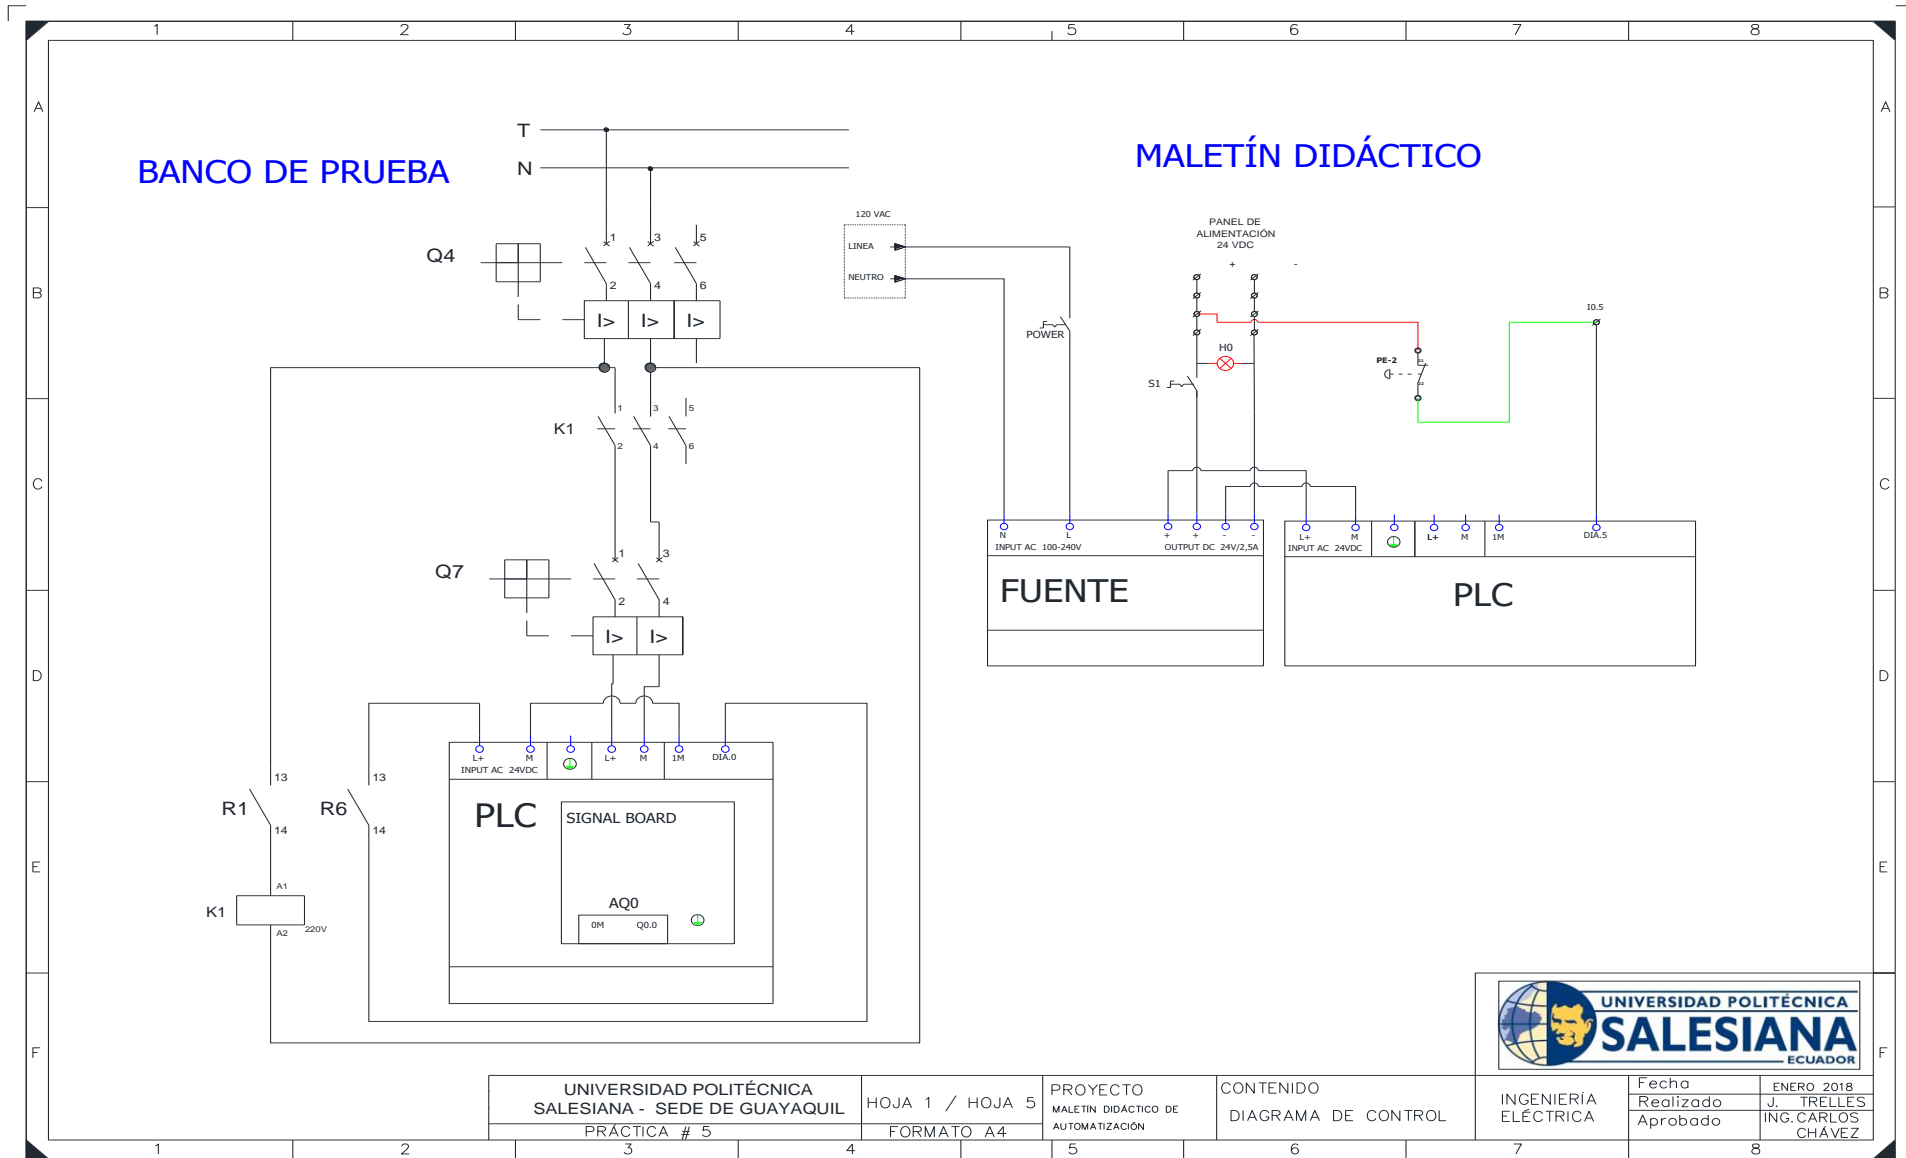 1 2 3 4 5 6 7 8
A A
T
N
BANCO DE PRUEBA
MALETÍN DIDÁCTICO
120 VAC
LINEA
NEUTRO
PANEL DE
ALIMENTACIÓN
24 VDC
+ -
Q4
1 3 5
2 4 6
I> I> I>
B B
POWER
H0
S1
PE-2
I0.5
K1
1 3 5
2 4 6
C C
N L + + - -
INPUT AC 100-240V OUTPUT DC 24V/2,5A
FUENTE
L+ M L+ M 1M DIA.5
INPUT AC 24VDC
PLC
Q7
1 3
2 4
I> I>
D D
L+ M L+ M 1M DIA.0
INPUT AC 24VDC
PLC
SIGNAL BOARD
AQ0
0M Q0.0
R1
13
14
R6
13
14
E E
K1
A1
A2
220V
F F
UNIVERSIDAD POLITÉCNICA
SALESIANA
ECUADOR
UNIVERSIDAD POLITÉCNICA
SALESIANA - SEDE DE GUAYAQUIL
PRÁCTICA # 5
HOJA 1 / HOJA 5
FORMATO A4
PROYECTO
MALETÍN DIDÁCTICO DE
AUTOMATIZACIÓN
CONTENIDO
DIAGRAMA DE CONTROL
INGENIERÍA
ELÉCTRICA
Fecha ENERO 2018
Realizado J. TRELLES
Aprobado ING.CARLOS
CHÁVEZ
1 2 3 4 5 6 7 8